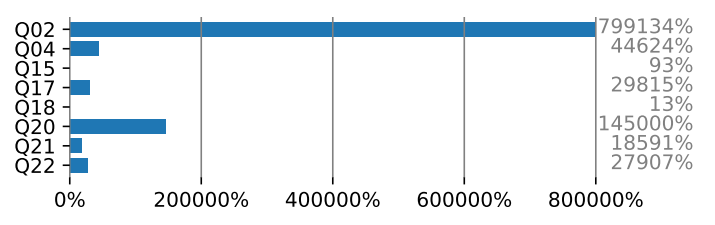 Q02 799134%
Q04 44624%
Q15 93%
Q17 29815%
Q18 13%
Q20 145000%
Q21 18591%
Q22 27907%
0% 200000% 400000% 600000% 800000%